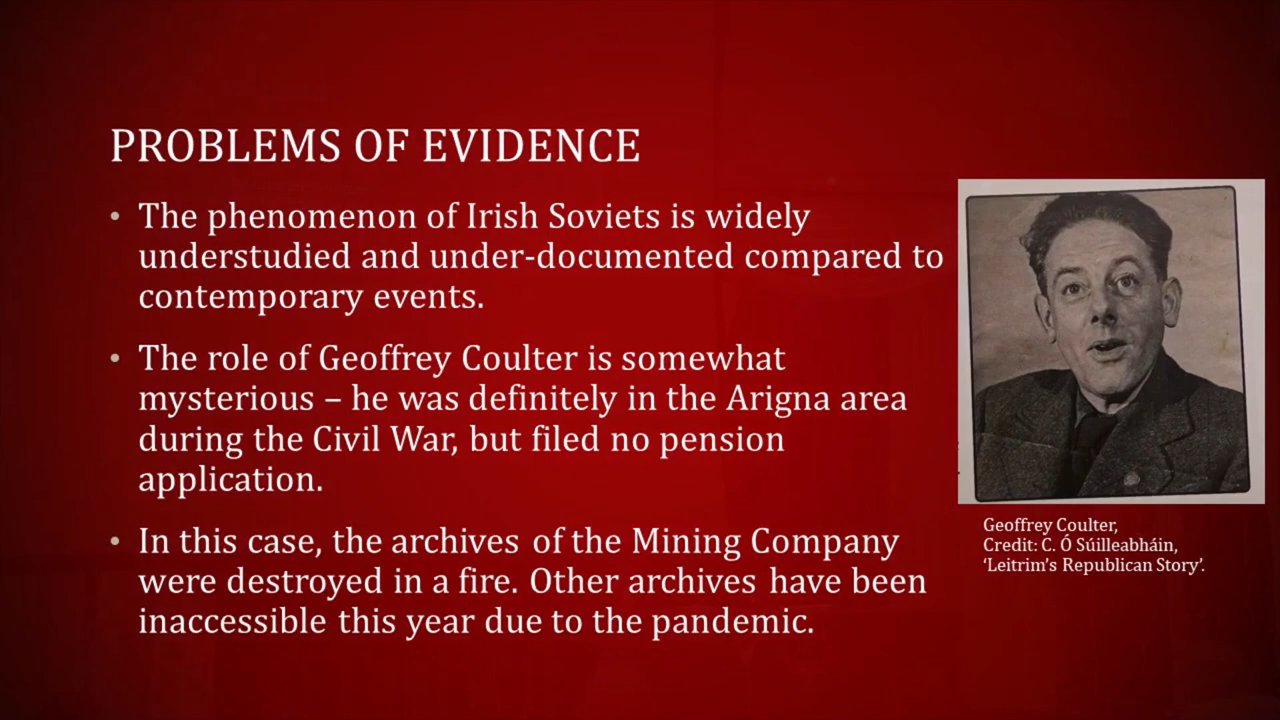 PROBLEMS OF EVIDENCE
• The phenomenon of Irish Soviets is widely
understudied and under-documented compared to
contemporary events.
• The role of Geoffrey Coulter is somewhat
mysterious – he was definitely in the Arigna area
during the Civil War, but filed no pension
application.
• In this case, the archives of the Mining Company
were destroyed in a fire. Other archives have been
inaccessible this year due to the pandemic.
Geoffrey Coulter,
Credit: C. Ó Súilleabháin,
‘Leitrim’s Republican Story’.